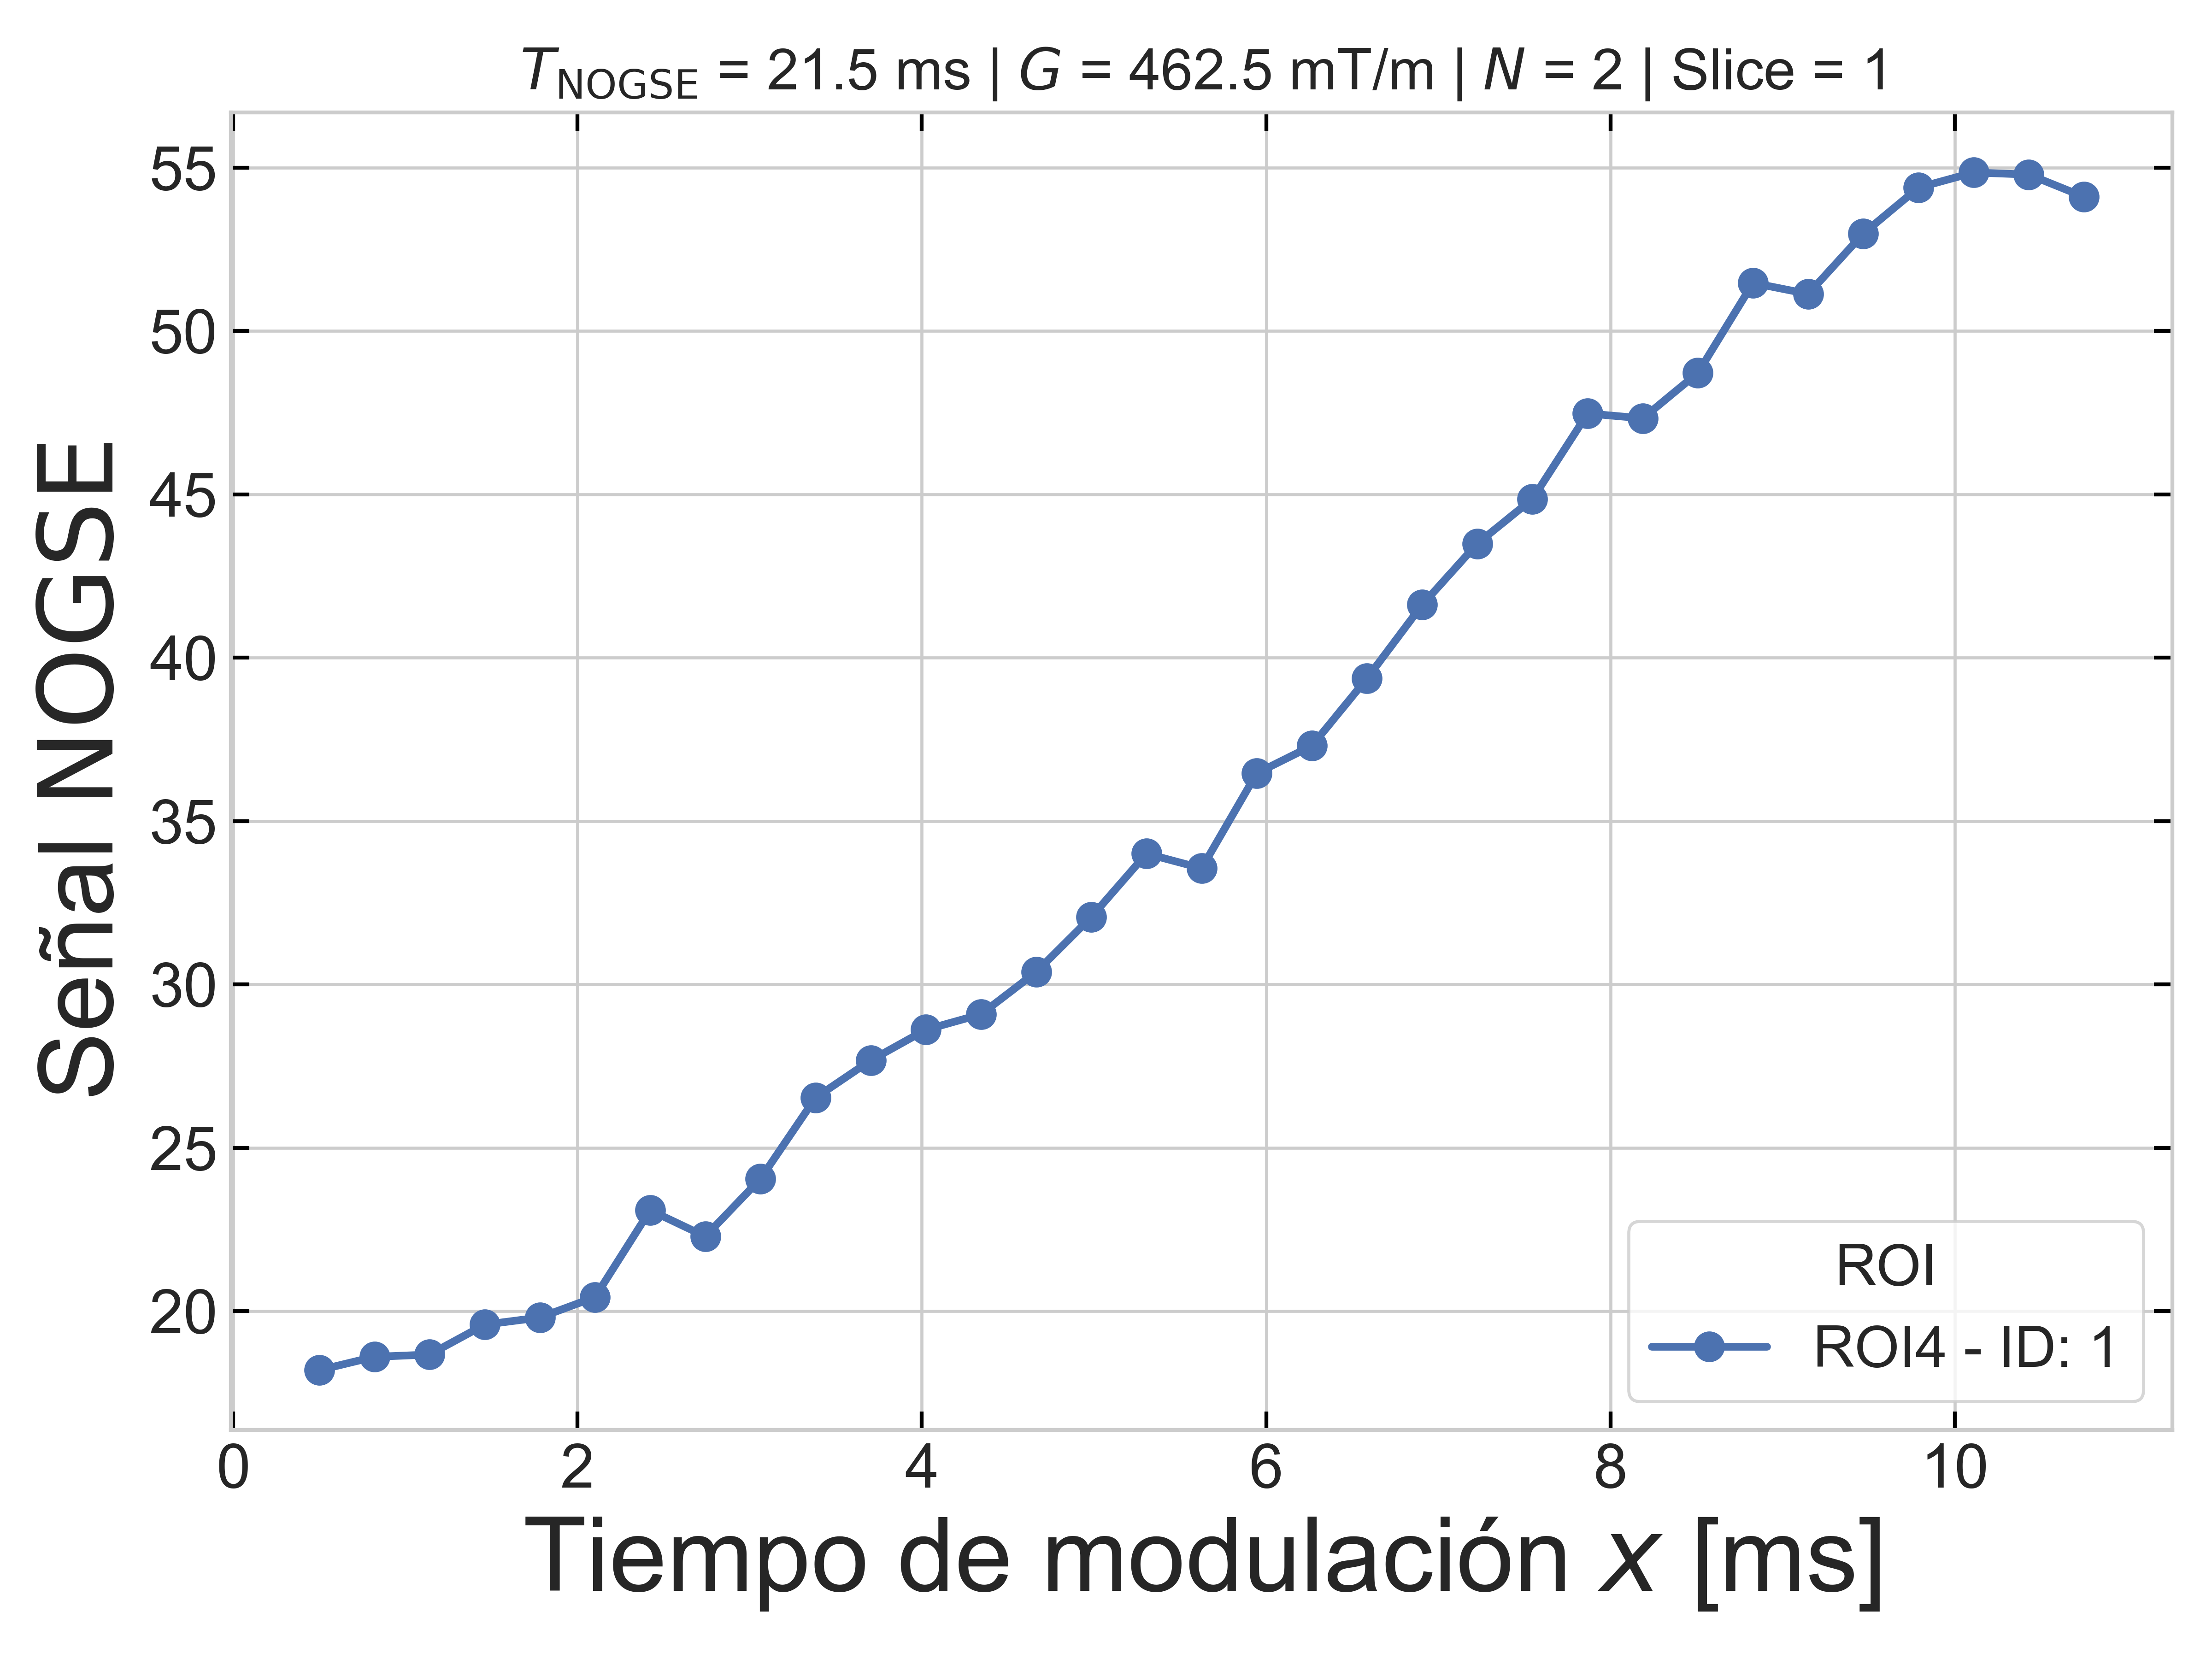 T_NOGSE = 21.5 ms | G = 462.5 mT/m | N = 2 | Slice = 1
55
50
45
40
35
30
25
20
Señal NOGSE
ROI
ROI4 - ID: 1
0 2 4 6 8 10
Tiempo de modulación x [ms]